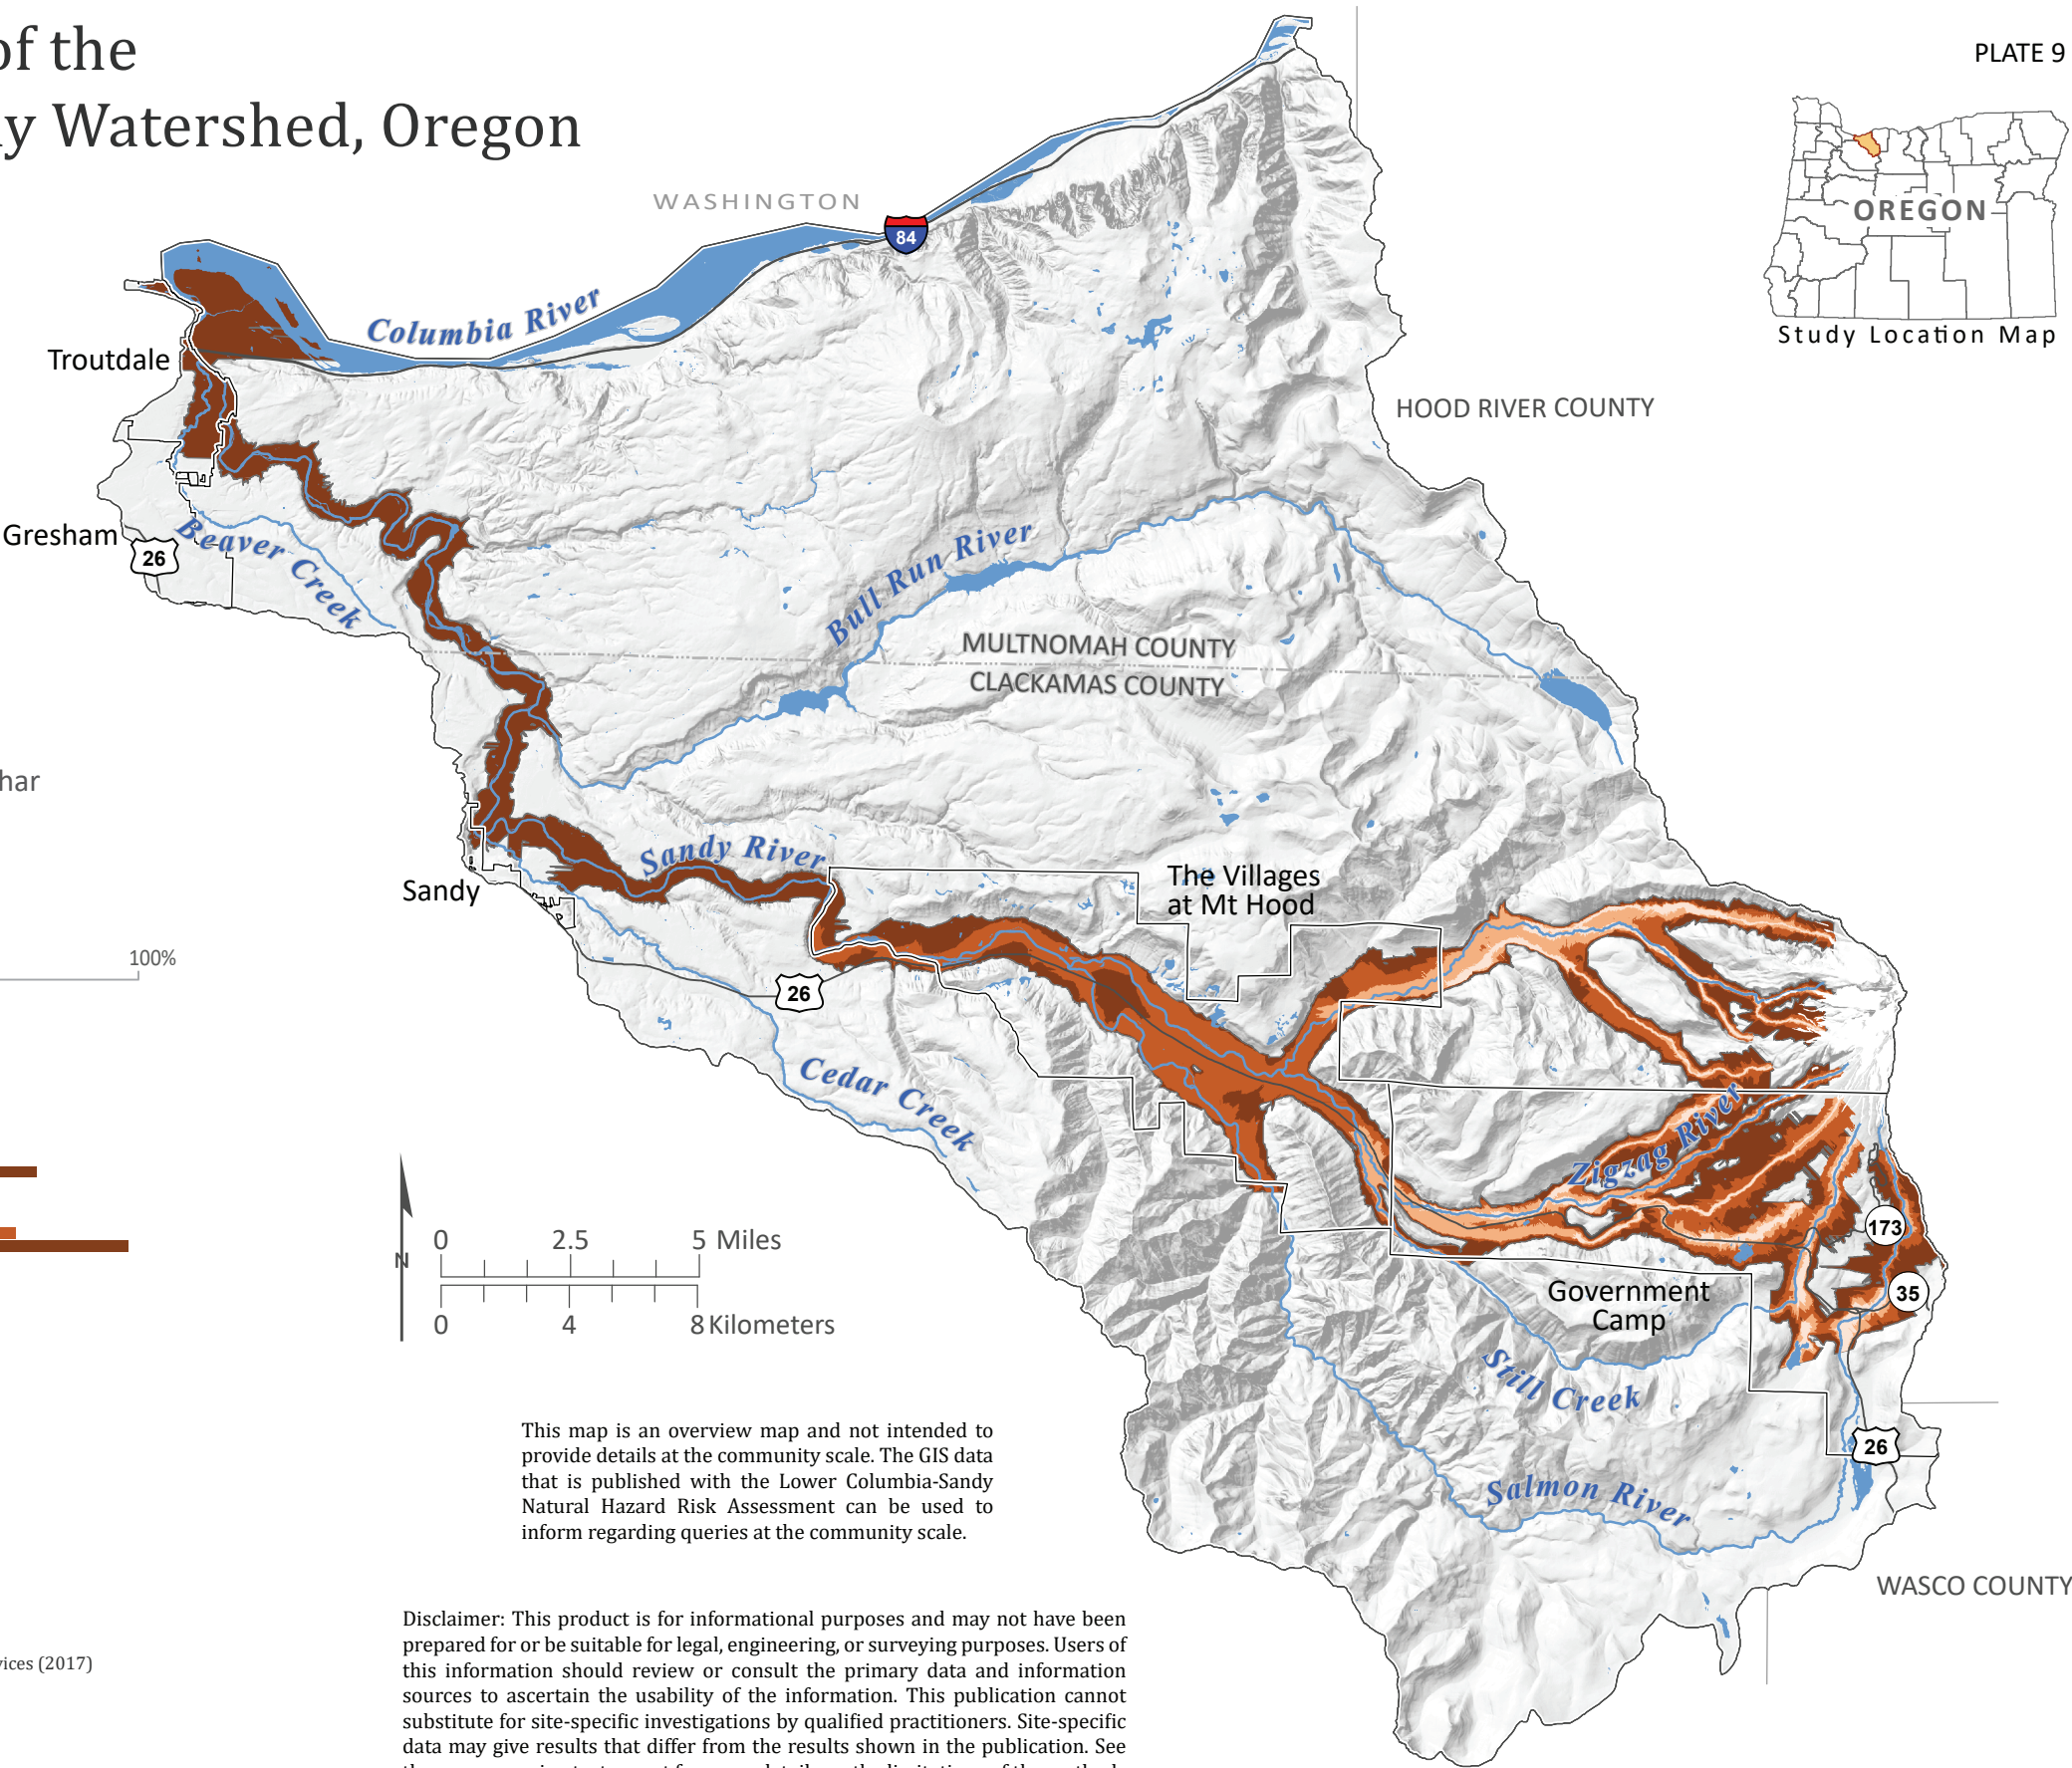 of the
y Watershed, Oregon
PLATE 9
OREGON
Study Location Map
WASHINGTON
84
Columbia River
Troutdale
HOOD RIVER COUNTY
Gresham
26
Beaver Creek
Bull Run River
MULTNOMAH COUNTY
CLACKAMAS COUNTY
har
Sandy River
The Villages
at Mt Hood
Sandy
100%
26
Cedar Creek
Zigzag River
173
35
Government
Camp
0 2.5 5 Miles
N
0 4 8 Kilometers
Still Creek
26
Salmon River
WASCO COUNTY
This map is an overview map and not intended to
provide details at the community scale. The GIS data
that is published with the Lower Columbia-Sandy
Natural Hazard Risk Assessment can be used to
inform regarding queries at the community scale.
vices (2017)
Disclaimer: This product is for informational purposes and may not have been
prepared for or be suitable for legal, engineering, or surveying purposes. Users of
this information should review or consult the primary data and information
sources to ascertain the usability of the information. This publication cannot
substitute for site-specific investigations by qualified practitioners. Site-specific
data may give results that differ from the results shown in the publication. See